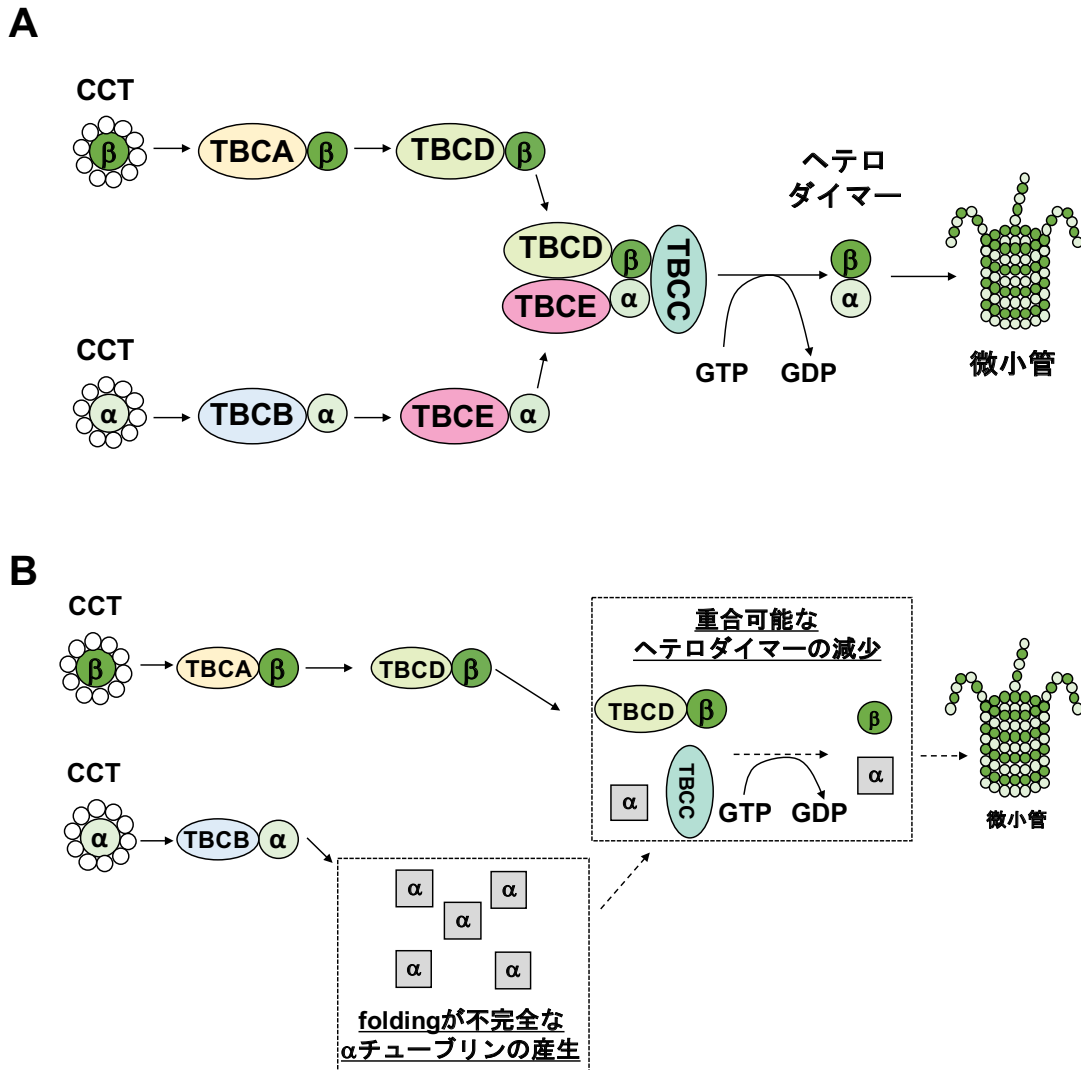 A
CCT
β
TBCA
β
TBCD
β
ヘテロ
ダイマー
TBCD
β
TBCC
β
TBCE
α
α
GTP
GDP
微小管
CCT
α
TBCB
α
TBCE
α
B
CCT
β
TBCA
β
TBCD
β
重合可能な
ヘテロダイマーの減少
TBCD
β
β
α
TBCC
α
GTP
GDP
微小管
CCT
α
TBCB
α
α
α
α
α
α
foldingが不完全な
αチューブリンの産生